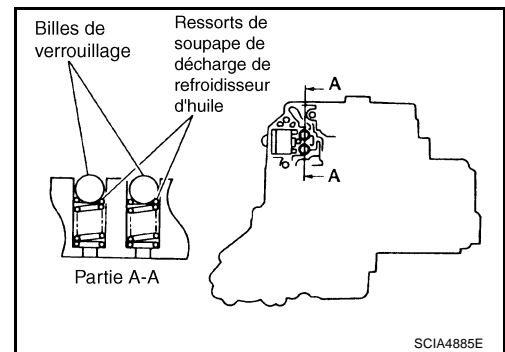 Billes de
verrouillage
Ressorts de
soupape de
décharge de
refroidisseur
d'huile
A
A
Partie A-A
SCIA4885E